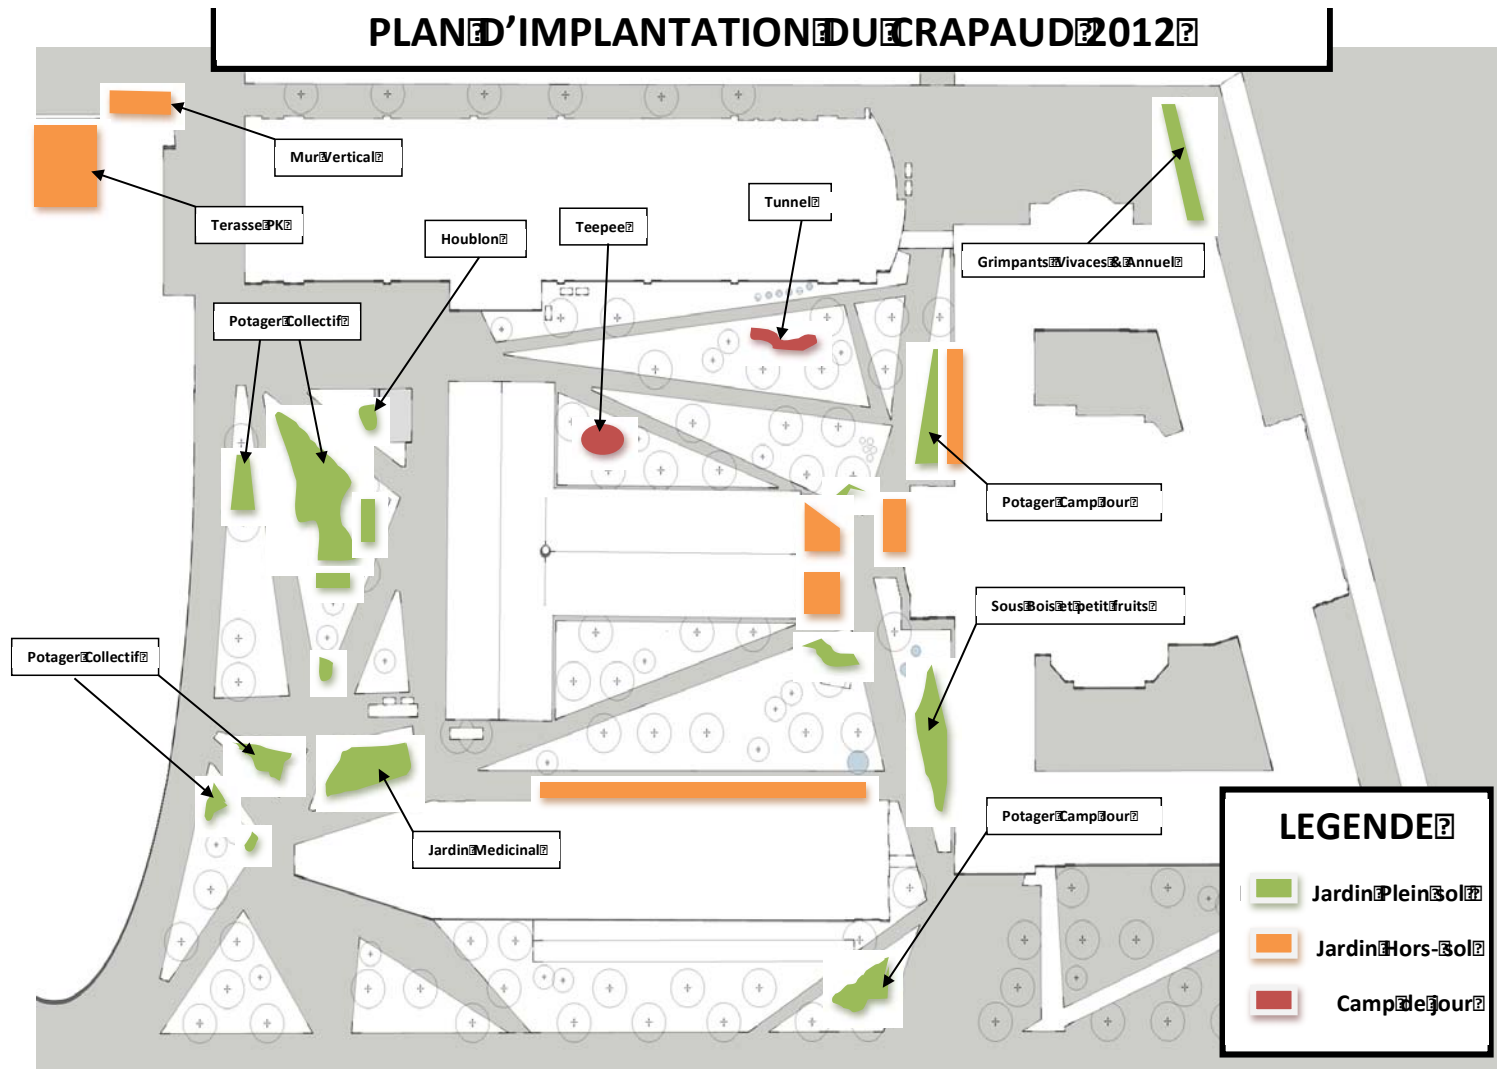 PLAN D'IMPLANTATION DU CRAPAUD 2012
Mur Vertical
Terasse PK
Houblon
Teepee
Tunnel
Grimpants Vivaces & Annuel
Potager Collectif
Potager Camp Jour
Sous Bois et petit fruits
Potager Collectif
Potager Camp Jour
Jardin Medicinal
LEGENDE
Jardin Plein sol
Jardin Hors-sol
Camp de jour